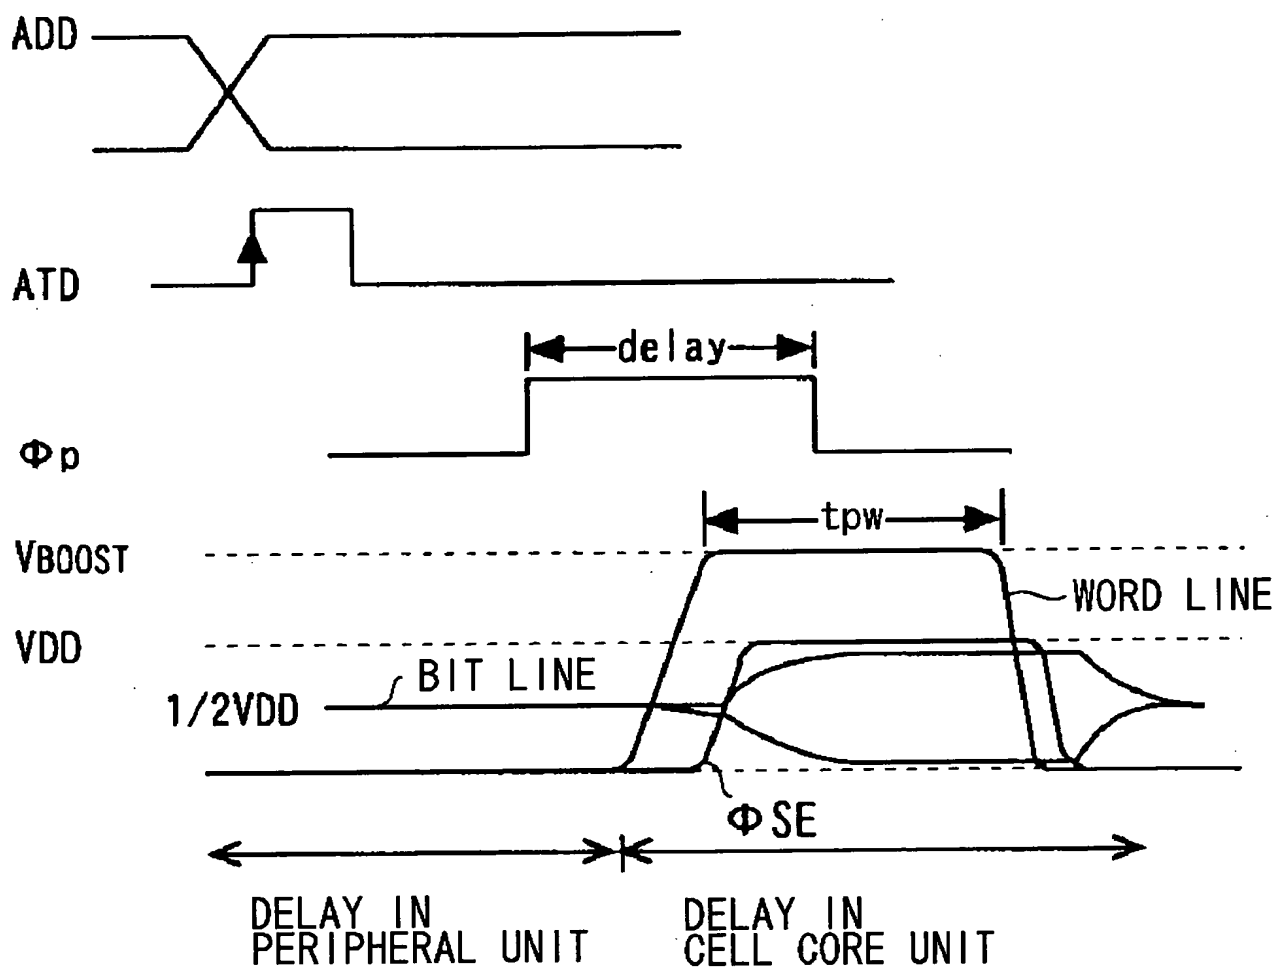 ADD
ATD
delay
Φp
tpw
VBOOST
WORD LINE
VDD
BIT LINE
1/2VDD
ΦSE
DELAY IN
PERIPHERAL UNIT
DELAY IN
CELL CORE UNIT